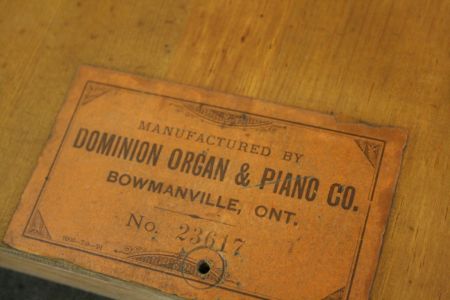 MANUFACTURED BY
DOMINION ORGAN & PIANO CO.
BOWMANVILLE, ONT.
No. 23617